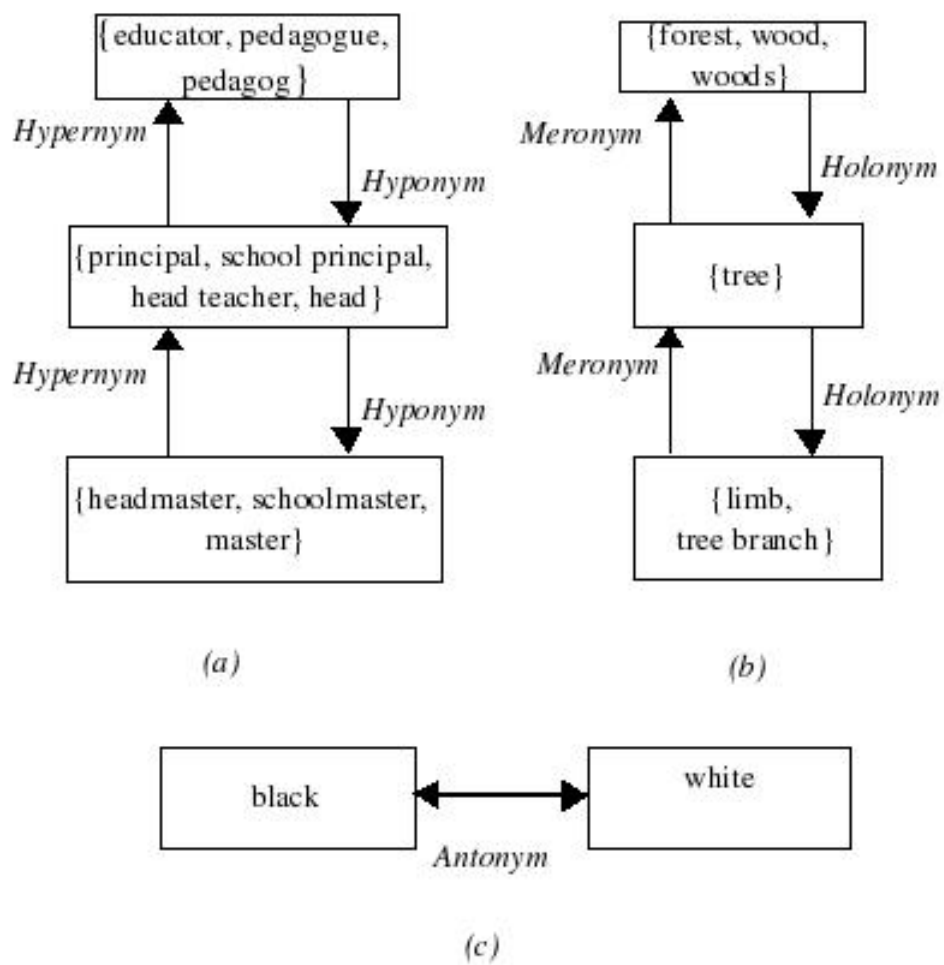 {educator, pedagogue,
pedagog}
{forest, wood,
woods}
Hypernym
Hyponym
Meronym
Holonym
{principal, school principal,
head teacher, head}
{tree}
Hypernym
Hyponym
Meronym
Holonym
{headmaster, schoolmaster,
master}
{limb,
tree branch}
(a)
(b)
black
white
Antonym
(c)